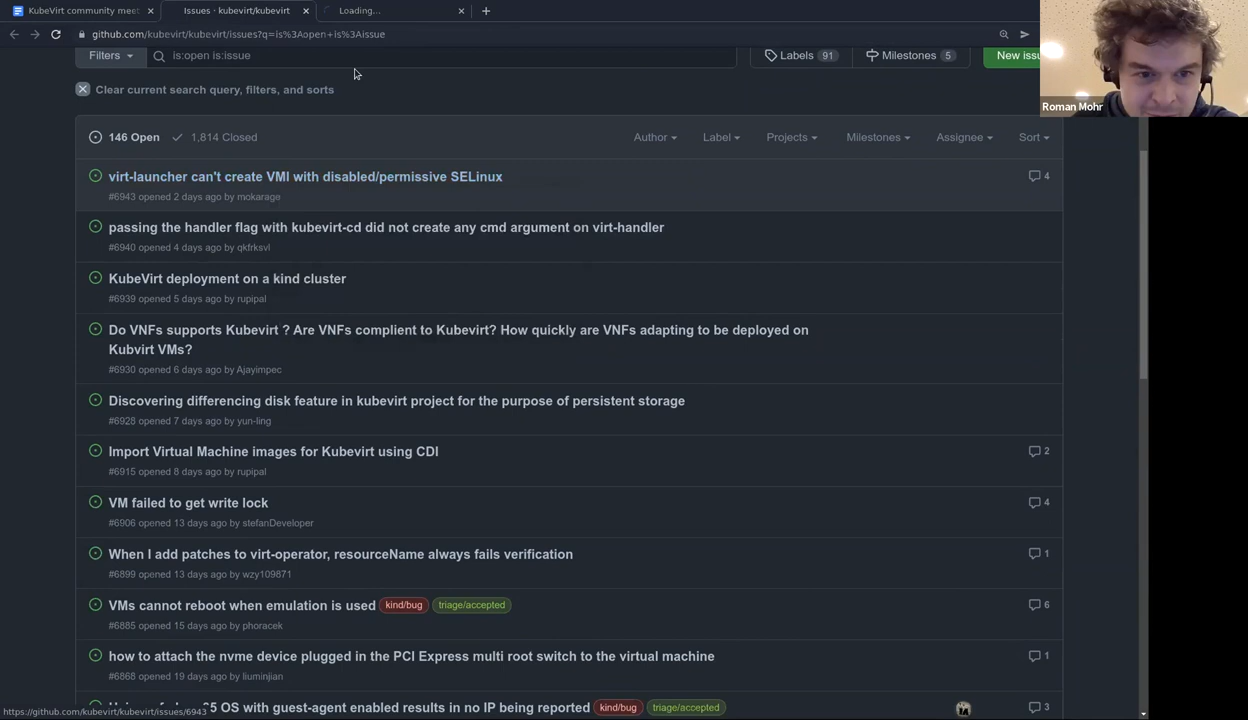 KubeVirt community meet
Issues · kubevirt/kubevirt
Loading...
github.com/kubevirt/kubevirt/issues?q=is%3Aopen+is%3Aissue
Filters
is:open is:issue
Labels 91
Milestones 5
New issu
Roman Mohr
Clear current search query, filters, and sorts
146 Open
1,814 Closed
Author
Label
Projects
Milestones
Assignee
Sort
virt-launcher can't create VMI with disabled/permissive SELinux
4
#6943 opened 2 days ago by mokarage
passing the handler flag with kubevirt-cd did not create any cmd argument on virt-handler
#6940 opened 4 days ago by qkfrksvl
KubeVirt deployment on a kind cluster
#6939 opened 5 days ago by rupipal
Do VNFs supports Kubevirt ? Are VNFs complient to Kubevirt? How quickly are VNFs adapting to be deployed on
Kubvirt VMs?
#6930 opened 6 days ago by Ajayimpec
Discovering differencing disk feature in kubevirt project for the purpose of persistent storage
#6928 opened 7 days ago by yun-ling
Import Virtual Machine images for Kubevirt using CDI
2
#6915 opened 8 days ago by rupipal
VM failed to get write lock
4
#6906 opened 13 days ago by stefanDeveloper
When I add patches to virt-operator, resourceName always fails verification
1
#6899 opened 13 days ago by wzy109871
VMs cannot reboot when emulation is used kind/bug triage/accepted
6
#6885 opened 15 days ago by phoracek
how to attach the nvme device plugged in the PCI Express multi root switch to the virtual machine
1
#6868 opened 19 days ago by liuminjian
OS with guest-agent enabled results in no IP being reported kind/bug triage/accepted
3
https://github.com/kubevirt/kubevirt/issues/6943